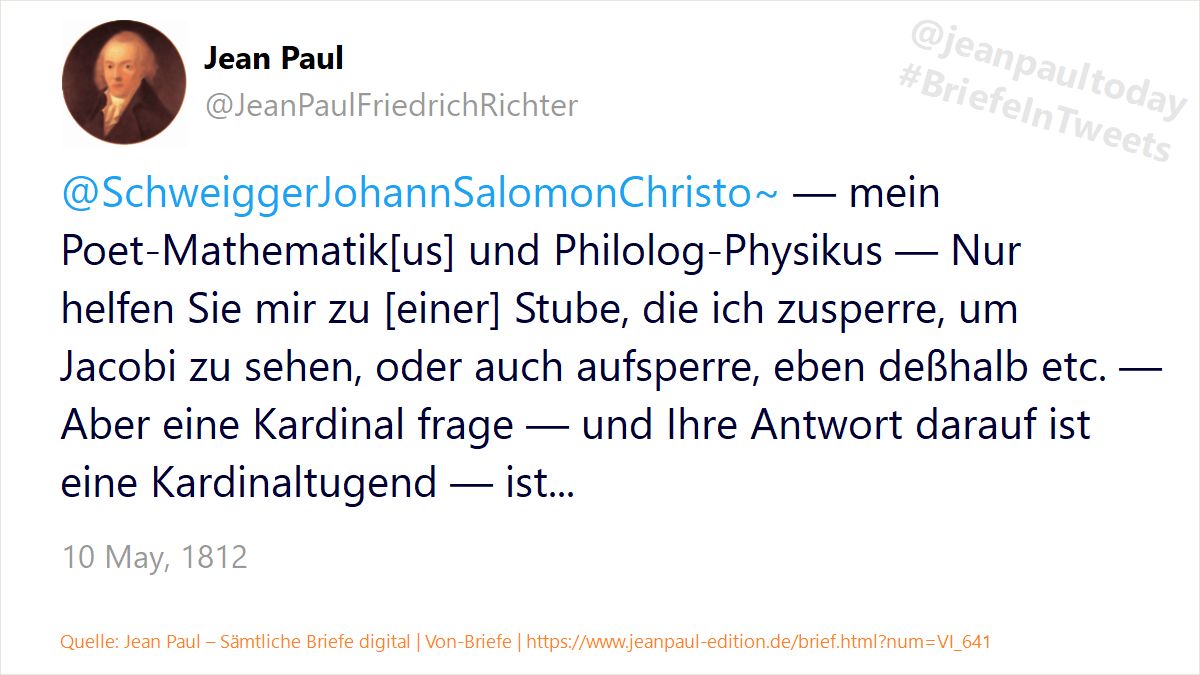 Jean Paul
@JeanPaulFriedrichRichter
@jeanpaultoday
#BriefeInTweets
@SchweiggerJohannSalomonChristo~ — mein
Poet-Mathematik[us] und Philolog-Physikus — Nur
helfen Sie mir zu [einer] Stube, die ich zusperre, um
Jacobi zu sehen, oder auch aufsperre, eben deßhalb etc. —
Aber eine Kardinal frage — und Ihre Antwort darauf ist
eine Kardinaltugend — ist...
10 May, 1812
Quelle: Jean Paul – Sämtliche Briefe digital | Von-Briefe | https://www.jeanpaul-edition.de/brief.html?num=VI_641